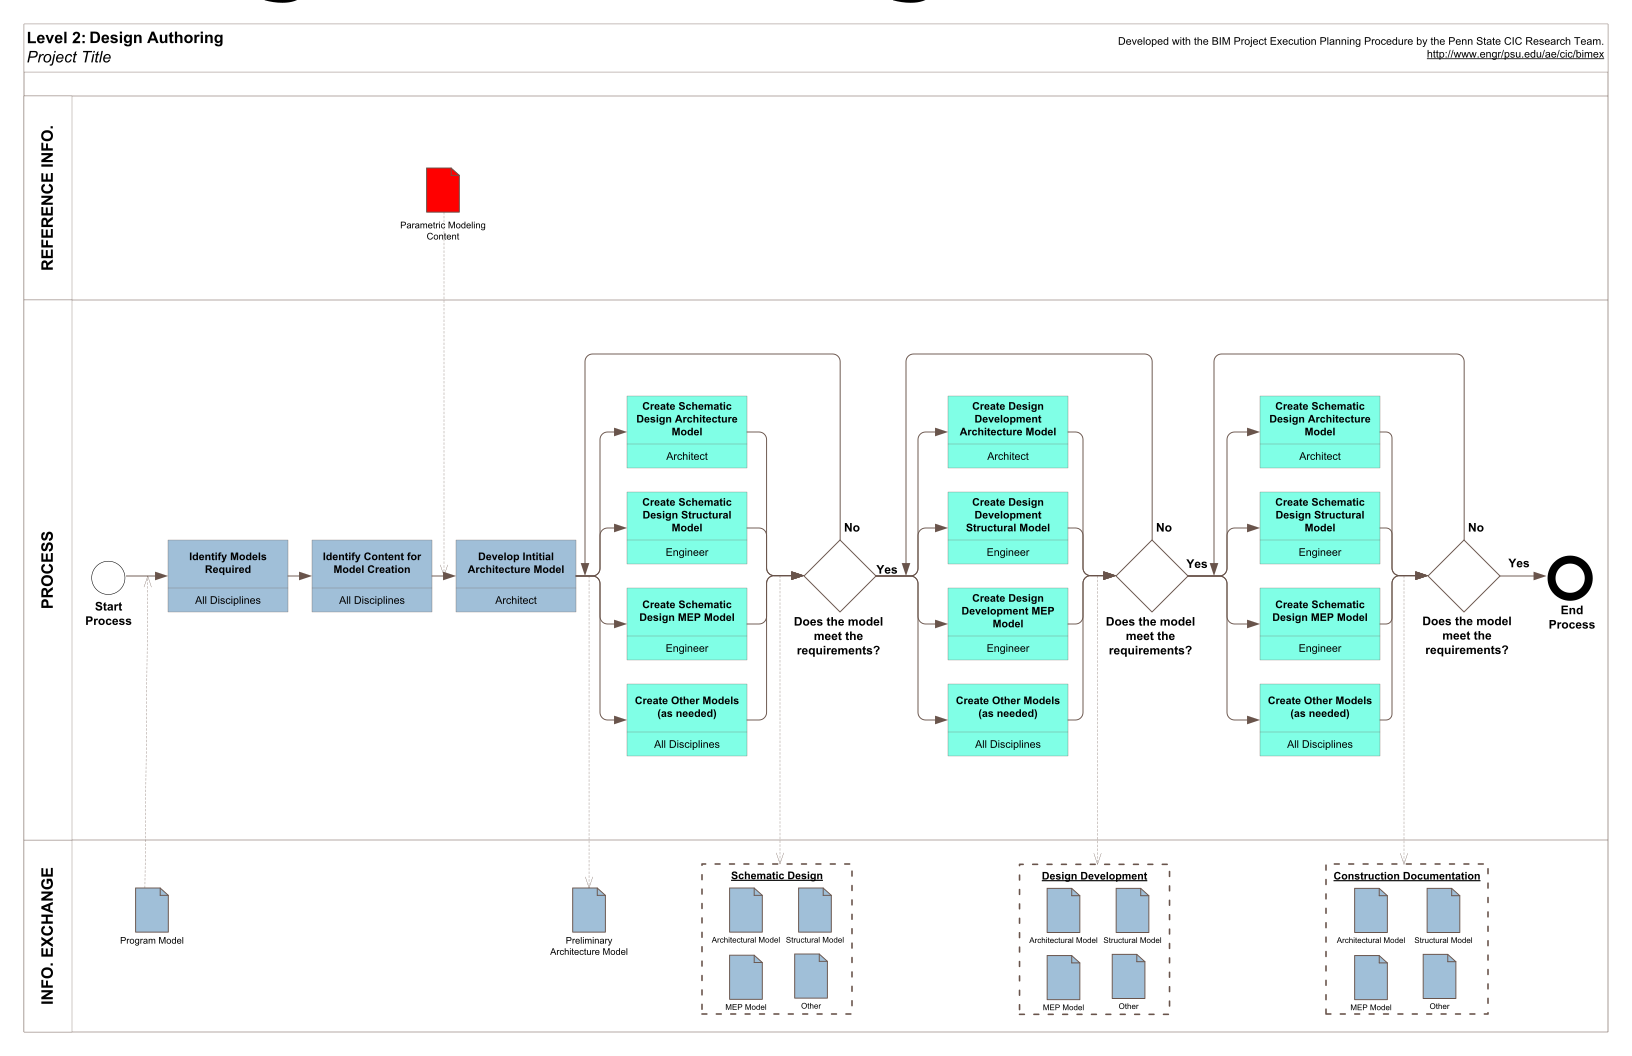 Level 2: Design Authoring
Project Title
Developed with the BIM Project Execution Planning Procedure by the Penn State CIC Research Team.
http://www.engr/psu.edu/ae/cic/bimex
REFERENCE INFO.
Parametric Modeling
Content
PROCESS
Start
Process
Identify Models
Required
All Disciplines
Identify Content for
Model Creation
All Disciplines
Develop Intitial
Architecture Model
Architect
Create Schematic
Design Architecture
Model
Architect
Create Schematic
Design Structural
Model
Engineer
Create Schematic
Design MEP Model
Engineer
Create Other Models
(as needed)
All Disciplines
No
Yes
Does the model
meet the
requirements?
Create Design
Development
Architecture Model
Architect
Create Design
Development
Structural Model
Engineer
Create Design
Development MEP
Model
Engineer
Create Other Models
(as needed)
All Disciplines
No
Yes
Does the model
meet the
requirements?
Create Schematic
Design Architecture
Model
Architect
Create Schematic
Design Structural
Model
Engineer
Create Schematic
Design MEP Model
Engineer
Create Other Models
(as needed)
All Disciplines
No
Yes
Does the model
meet the
requirements?
End
Process
INFO. EXCHANGE
Program Model
Preliminary
Architecture Model
Schematic Design
Architectural Model
Structural Model
MEP Model
Other
Design Development
Architectural Model
Structural Model
MEP Model
Other
Construction Documentation
Architectural Model
Structural Model
MEP Model
Other